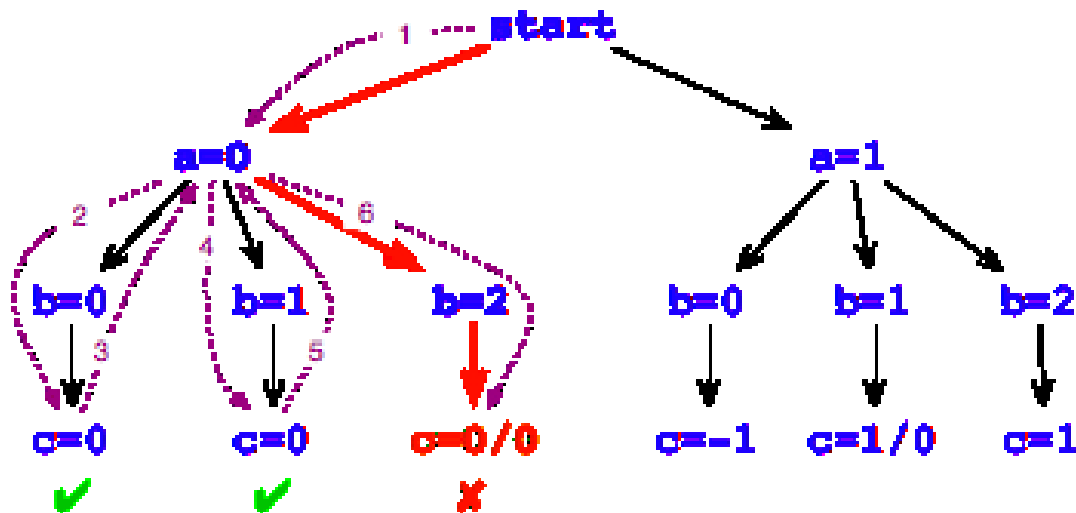 start
1
a=0
a=1
2
4
6
b=0
b=1
b=2
b=0
b=1
b=2
3
5
c=0
c=0
c=0/0
c=-1
c=1/0
c=1